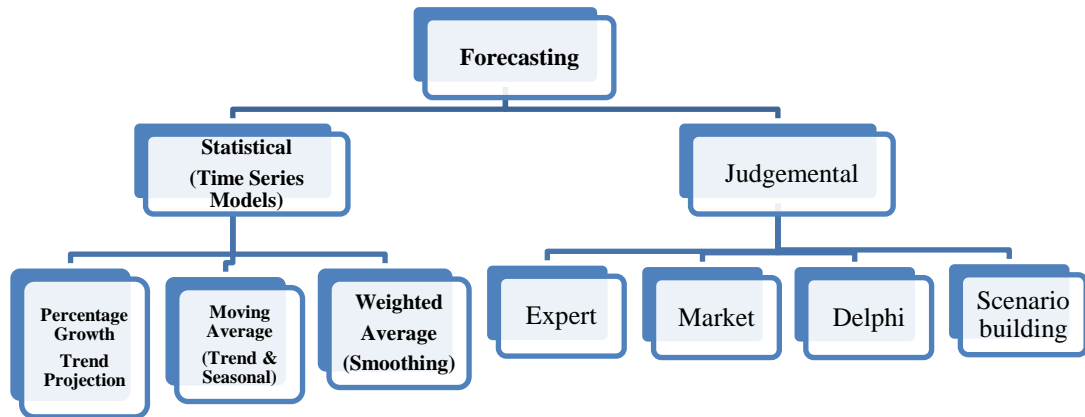 Forecasting
Statistical
(Time Series
Models)
Judgemental
Percentage
Growth
Trend
Projection
Moving
Average
(Trend &
Seasonal)
Weighted
Average
(Smoothing)
Expert
Market
Delphi
Scenario
building